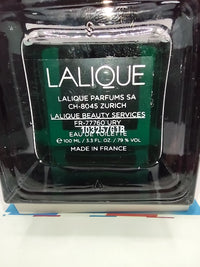 LALIQUE
LALIQUE PARFUMS SA
CH-8045 ZURICH
LALIQUE BEAUTY SERVICES
FR-77760 URY
10325701B
EAU DE TOILETTE
℮ 100 ML / 3.3 FL. OZ. / 79 % VOL
MADE IN FRANCE